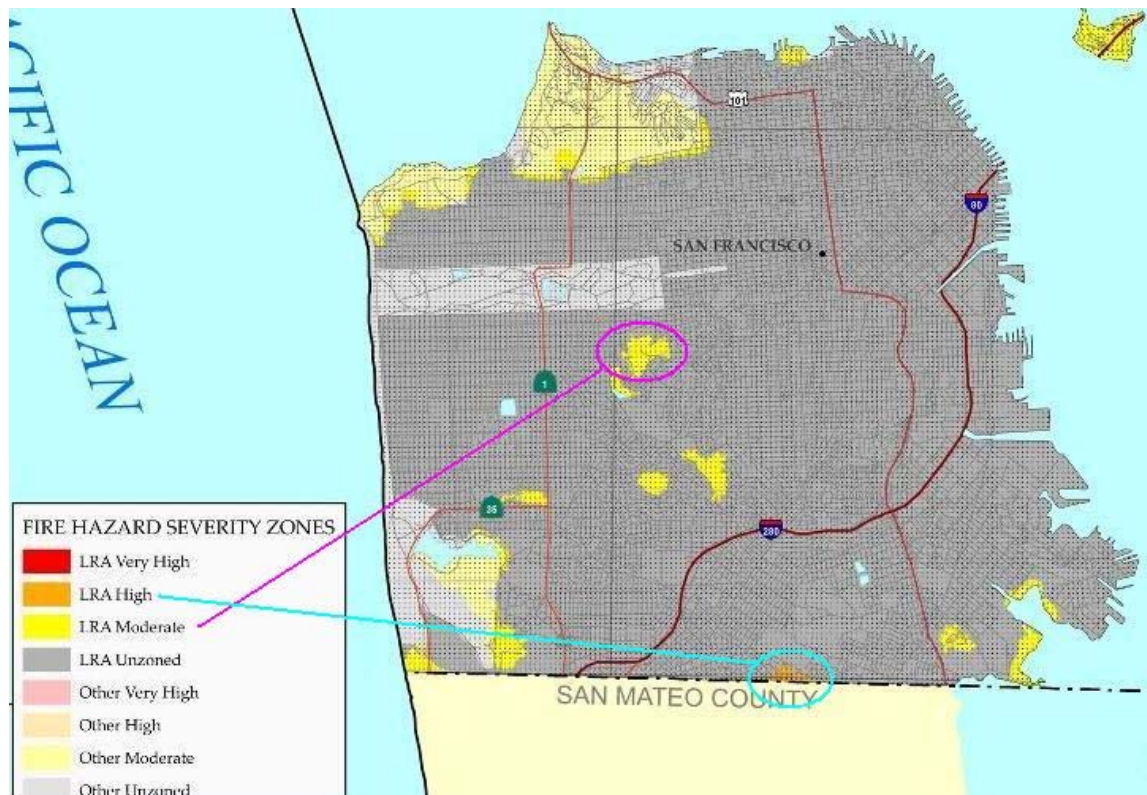 ACIFIC OCEAN
101
80
SAN FRANCISCO
1
35
280
FIRE HAZARD SEVERITY ZONES
LRA Very High
LRA High
LRA Moderate
LRA Unzoned
Other Very High
Other High
Other Moderate
Other Unzoned
SAN MATEO COUNTY